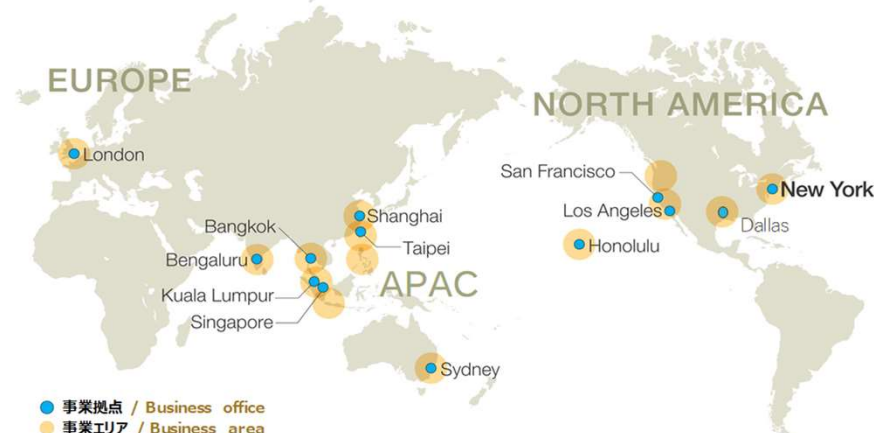 EUROPE
NORTH AMERICA
London
San Francisco
New York
Shanghai
Los Angeles
Bangkok
Dallas
Taipei
Honolulu
Bengaluru
APAC
Kuala Lumpur
Singapore
Sydney
事業拠点 / Business office
事業エリア / Business area